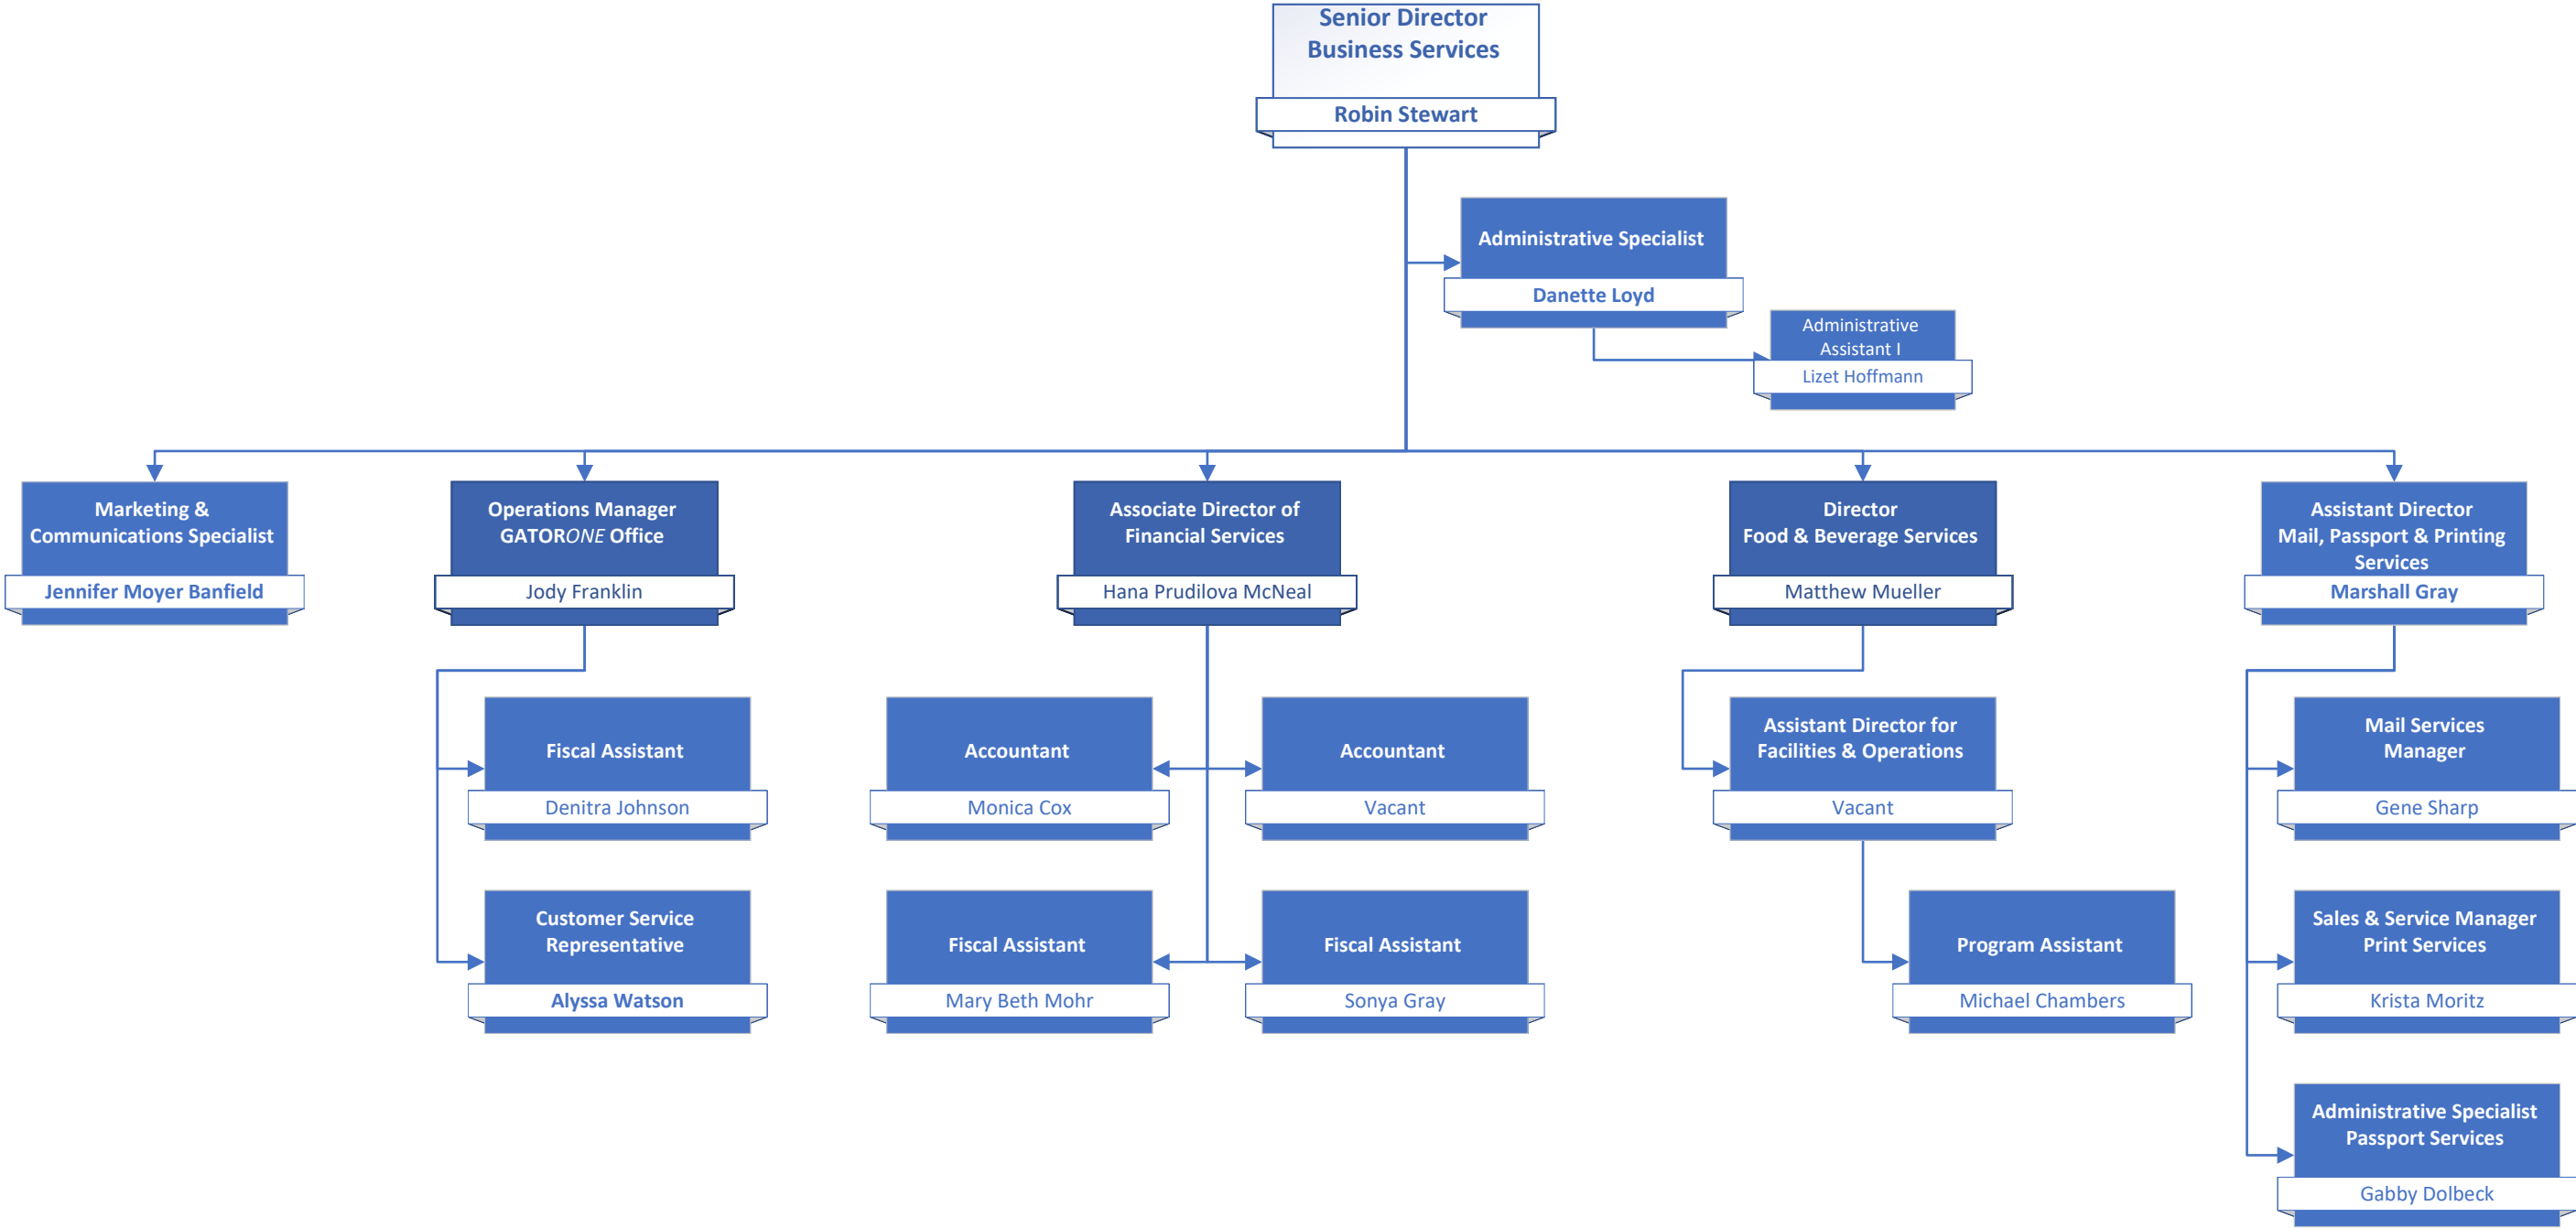 Senior Director
Business Services
Robin Stewart
Administrative Specialist
Danette Loyd
Administrative
Assistant I
Lizet Hoffmann
Marketing &
Communications Specialist
Jennifer Moyer Banfield
Operations Manager
GATORONE Office
Jody Franklin
Associate Director of
Financial Services
Hana Prudilova McNeal
Director
Food & Beverage Services
Matthew Mueller
Assistant Director
Mail, Passport & Printing
Services
Marshall Gray
Fiscal Assistant
Denitra Johnson
Accountant
Monica Cox
Accountant
Vacant
Assistant Director for
Facilities & Operations
Vacant
Mail Services
Manager
Gene Sharp
Customer Service
Representative
Alyssa Watson
Fiscal Assistant
Mary Beth Mohr
Fiscal Assistant
Sonya Gray
Program Assistant
Michael Chambers
Sales & Service Manager
Print Services
Krista Moritz
Administrative Specialist
Passport Services
Gabby Dolbeck